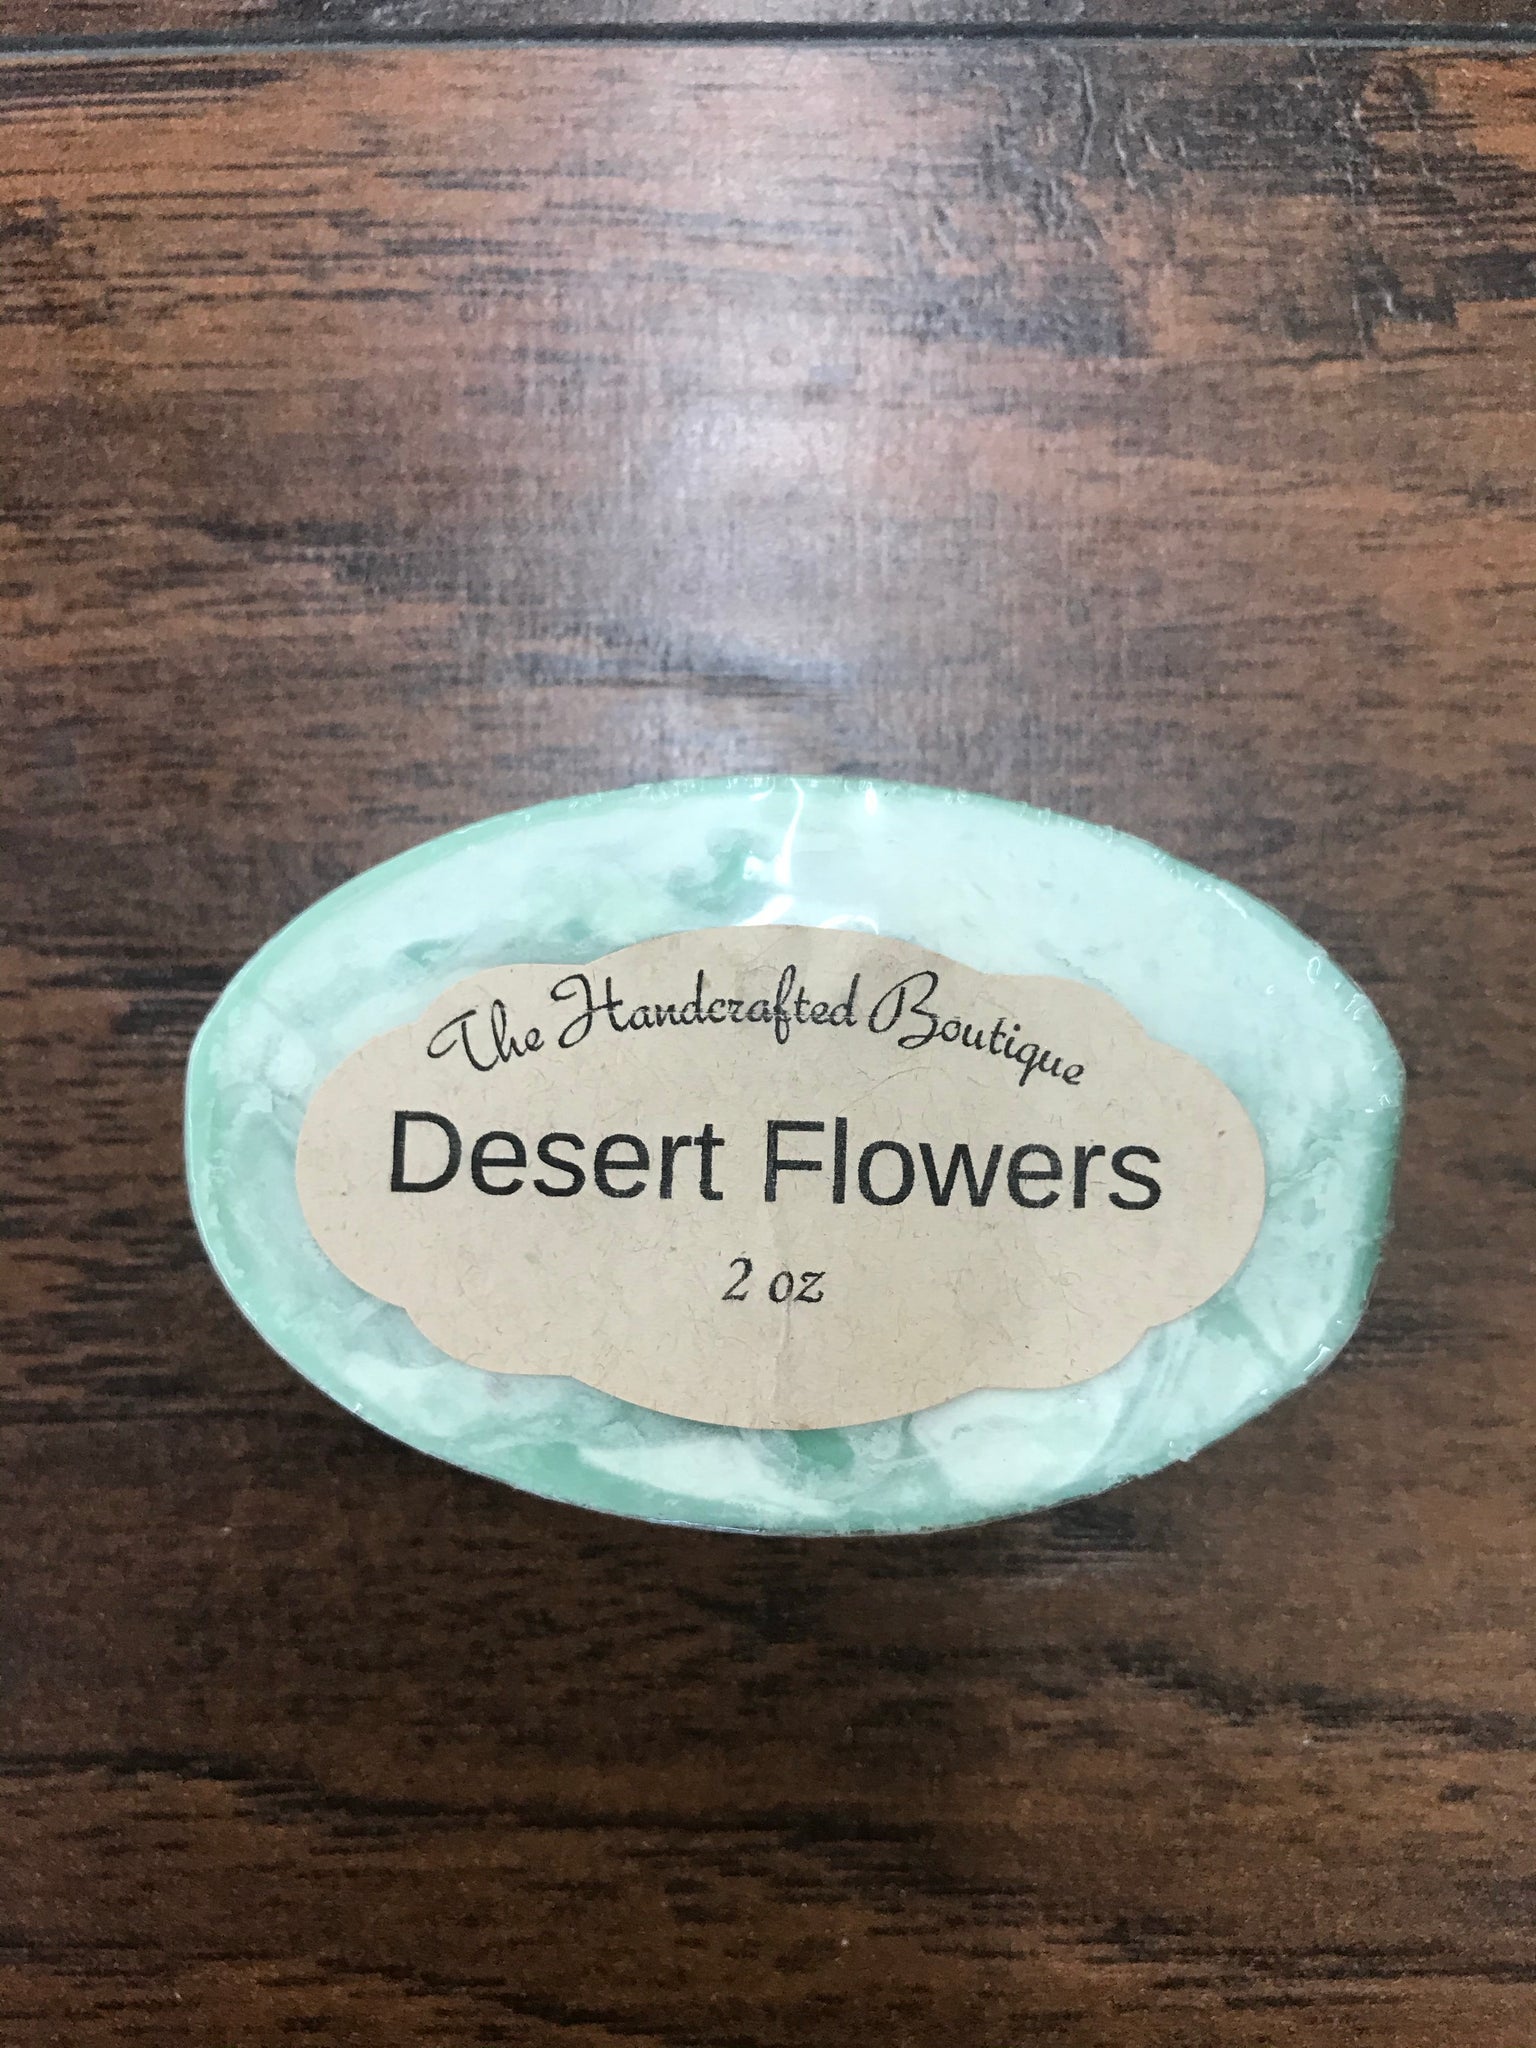 The Handcrafted Boutique
Desert Flowers
2 oz